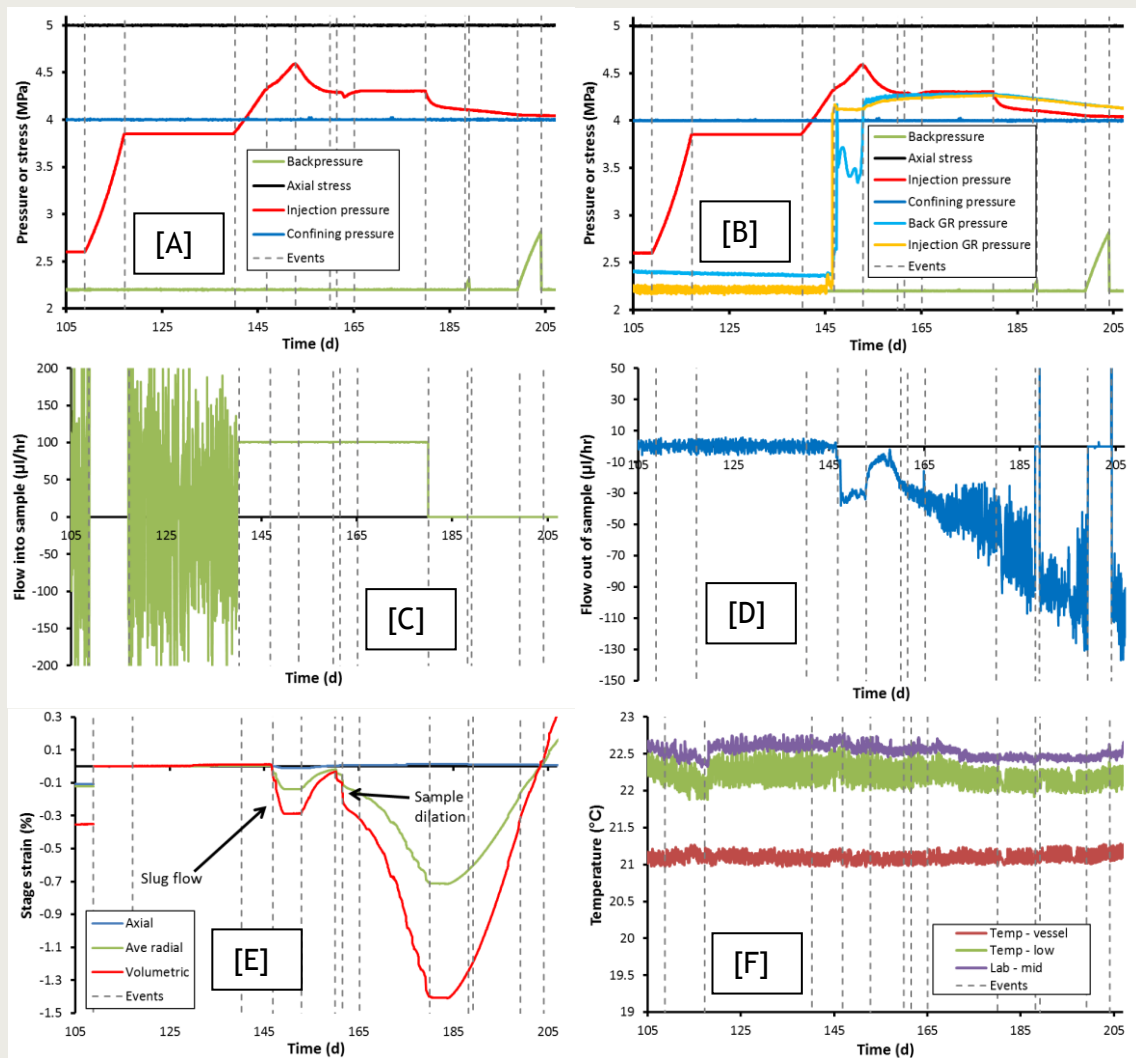 5
4.5
4
3.5
3
2.5
2
Pressure or stress (MPa)
105 125 145 165 185 205
Time (d)
Backpressure
Axial stress
Injection pressure
Confining pressure
Events
[A]
5
4.5
4
3.5
3
2.5
2
Pressure or stress (MPa)
105 125 145 165 185 205
Time (d)
Backpressure
Axial stress
Injection pressure
Confining pressure
Back GR pressure
Injection GR pressure
Events
[B]
200
150
100
50
0
-50
-100
-150
-200
Flow into sample (µl/hr)
105 125 145 165 185 205
Time (d)
[C]
50
30
10
-10
-30
-50
-70
-90
-110
-130
-150
Flow out of sample (µl/hr)
105 125 145 165 185 205
Time (d)
[D]
0.3
0.1
-0.1
-0.3
-0.5
-0.7
-0.9
-1.1
-1.3
-1.5
Stage strain (%)
105 125 145 165 185 205
Time (d)
Slug flow
Sample
dilation
Axial
Ave radial
Volumetric
Events
[E]
23
22.5
22
21.5
21
20.5
20
19.5
19
Temperature (°C)
105 125 145 165 185 205
Time (d)
Temp - vessel
Temp - low
Lab - mid
Events
[F]